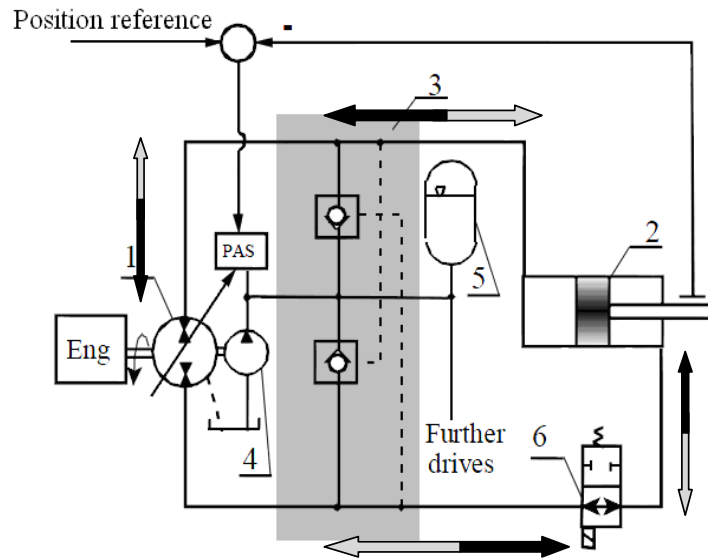 Position reference
-
3
1
PAS
2
5
Eng
4
Further
drives
6